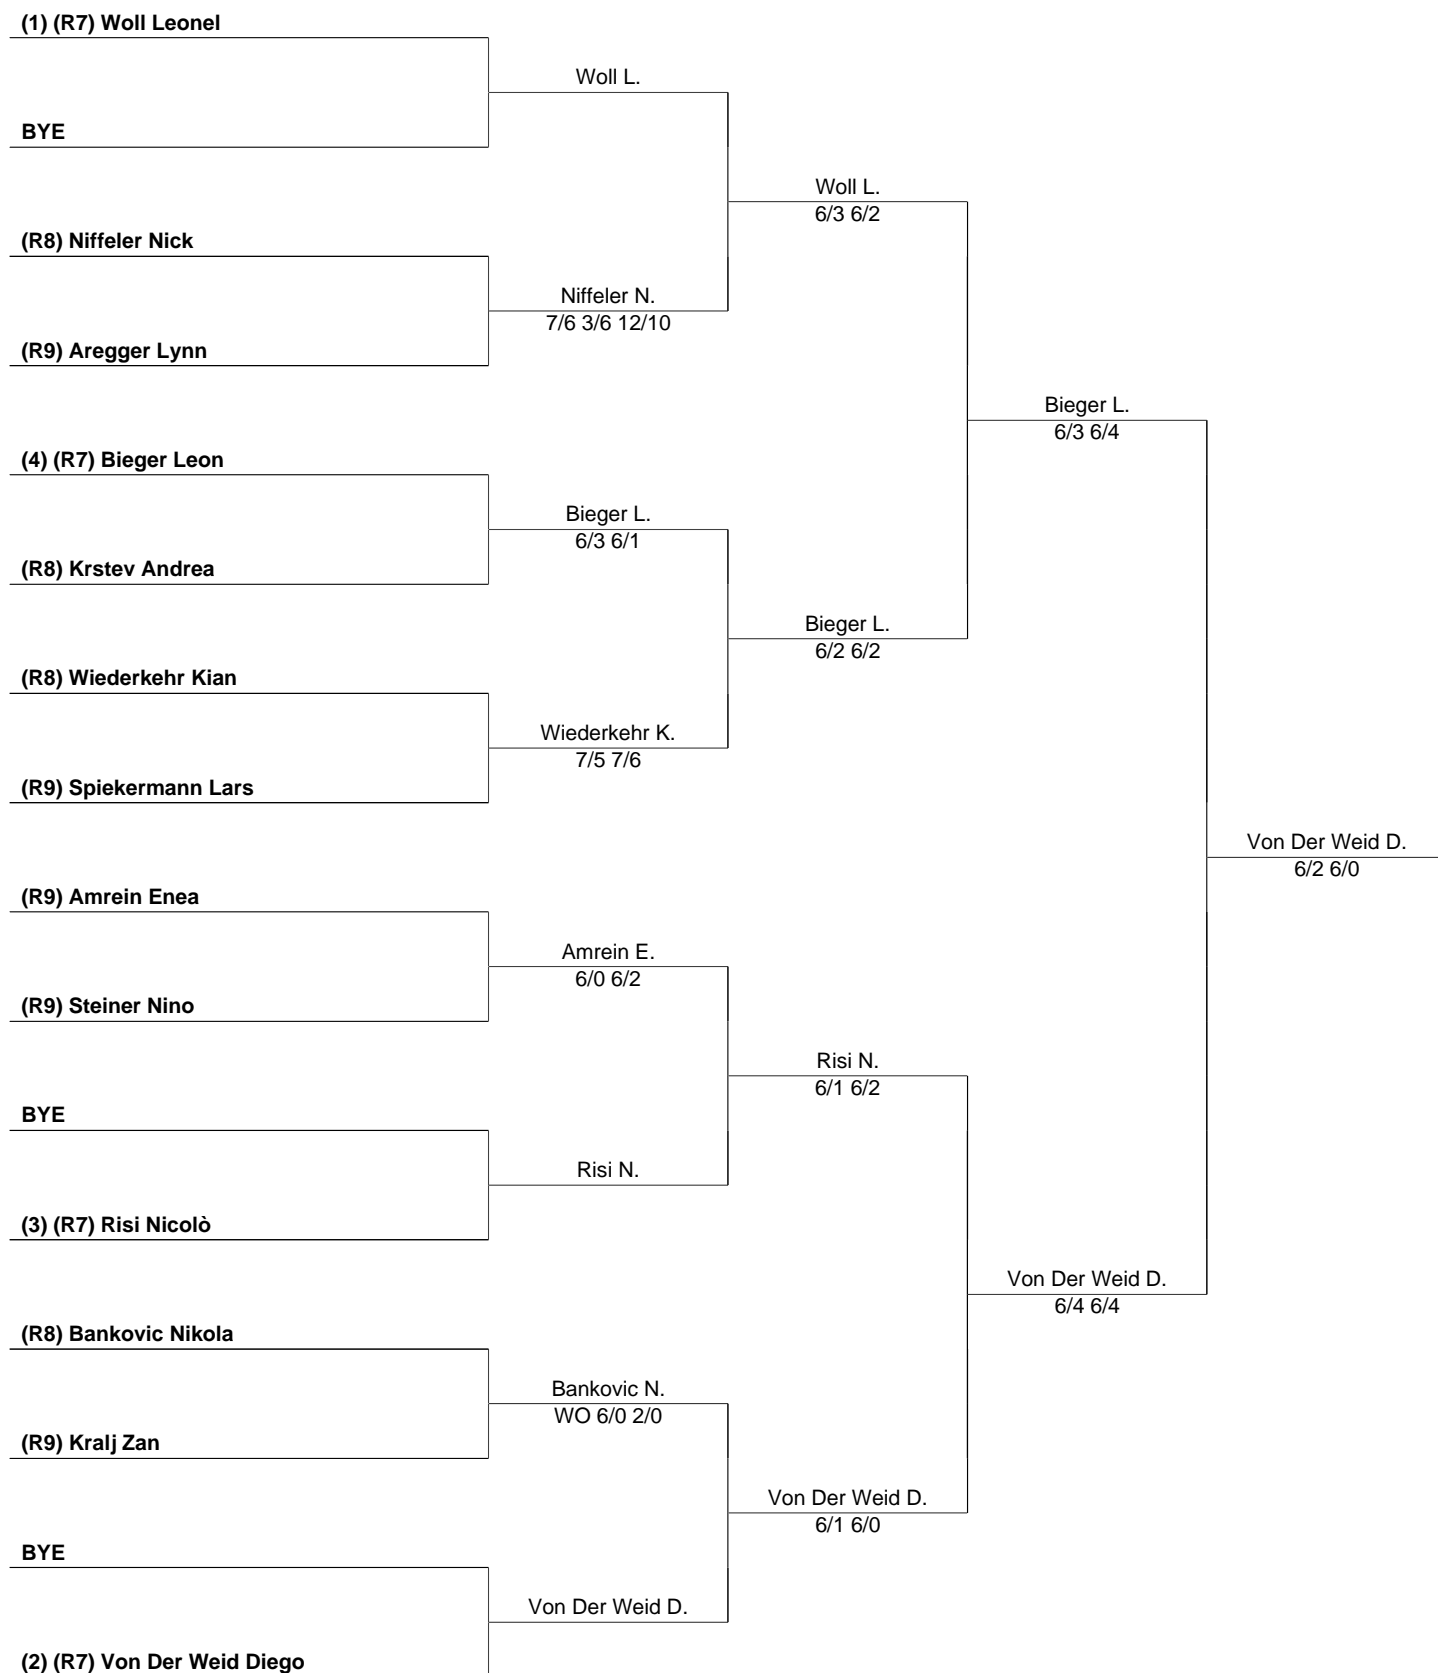 (1) (R7) Woll Leonel
Woll L.
BYE
Woll L.
6/3 6/2
(R8) Niffeler Nick
Niffeler N.
7/6 3/6 12/10
(R9) Aregger Lynn
Bieger L.
6/3 6/4
(4) (R7) Bieger Leon
Bieger L.
6/3 6/1
(R8) Krstev Andrea
Bieger L.
6/2 6/2
(R8) Wiederkehr Kian
Wiederkehr K.
7/5 7/6
(R9) Spiekermann Lars
Von Der Weid D.
6/2 6/0
(R9) Amrein Enea
Amrein E.
6/0 6/2
(R9) Steiner Nino
Risi N.
6/1 6/2
BYE
Risi N.
(3) (R7) Risi Nicolò
Von Der Weid D.
6/4 6/4
(R8) Bankovic Nikola
Bankovic N.
WO 6/0 2/0
(R9) Kralj Zan
Von Der Weid D.
6/1 6/0
BYE
Von Der Weid D.
(2) (R7) Von Der Weid Diego